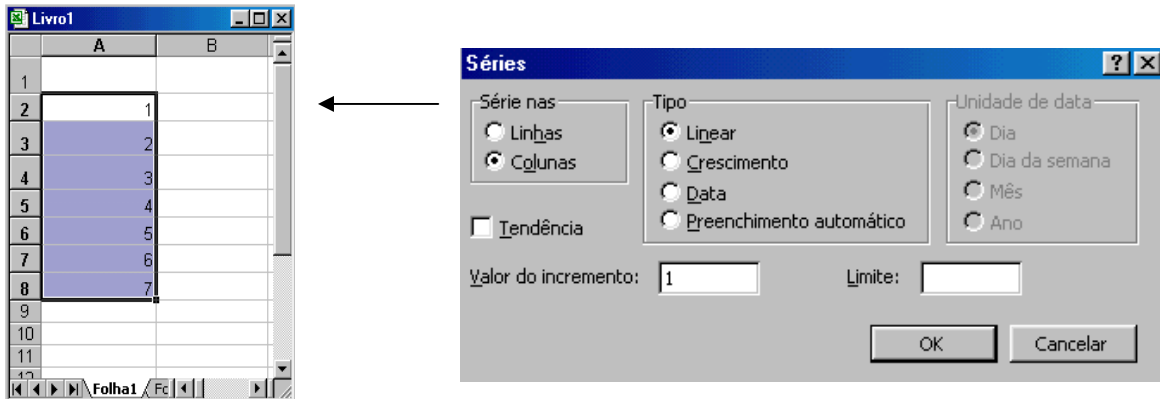 Livro1
A B
1
2 1
3 2
4 3
5 4
6 5
7 6
8 7
9
10
11
12
Folha1 Fc
Séries
Série nas
Linhas
Colunas
Tendência
Tipo
Linear
Crescimento
Data
Preenchimento automático
Unidade de data
Dia
Dia da semana
Mês
Ano
Valor do incremento: 1 Limite:
OK Cancelar